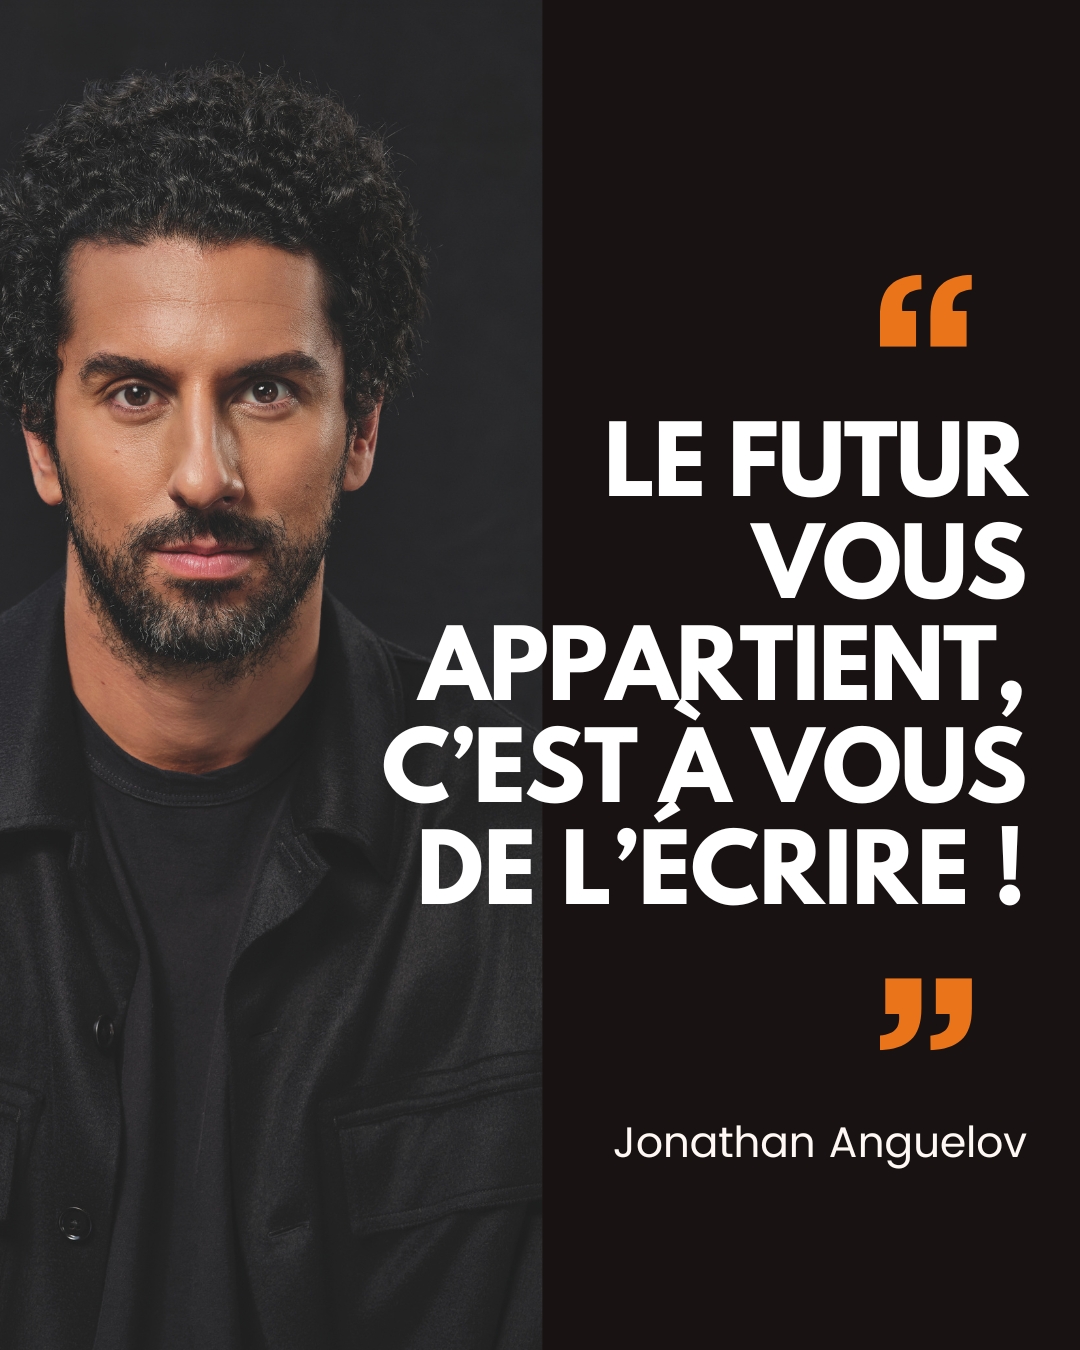 “
LE FUTUR
VOUS
APPARTIENT,
C’EST À VOUS
DE L’ÉCRIRE !
”
Jonathan Anguelov